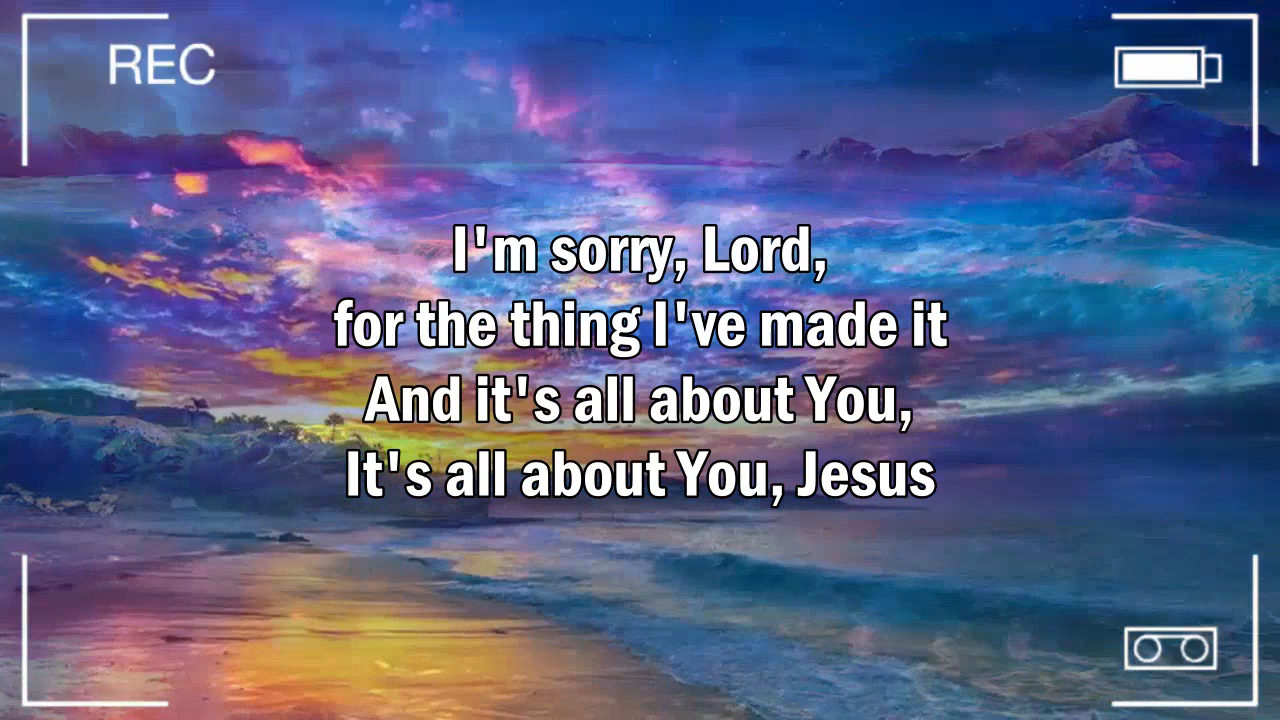 REC
I'm sorry, Lord,
for the thing I've made it
And it's all about You,
It's all about You, Jesus